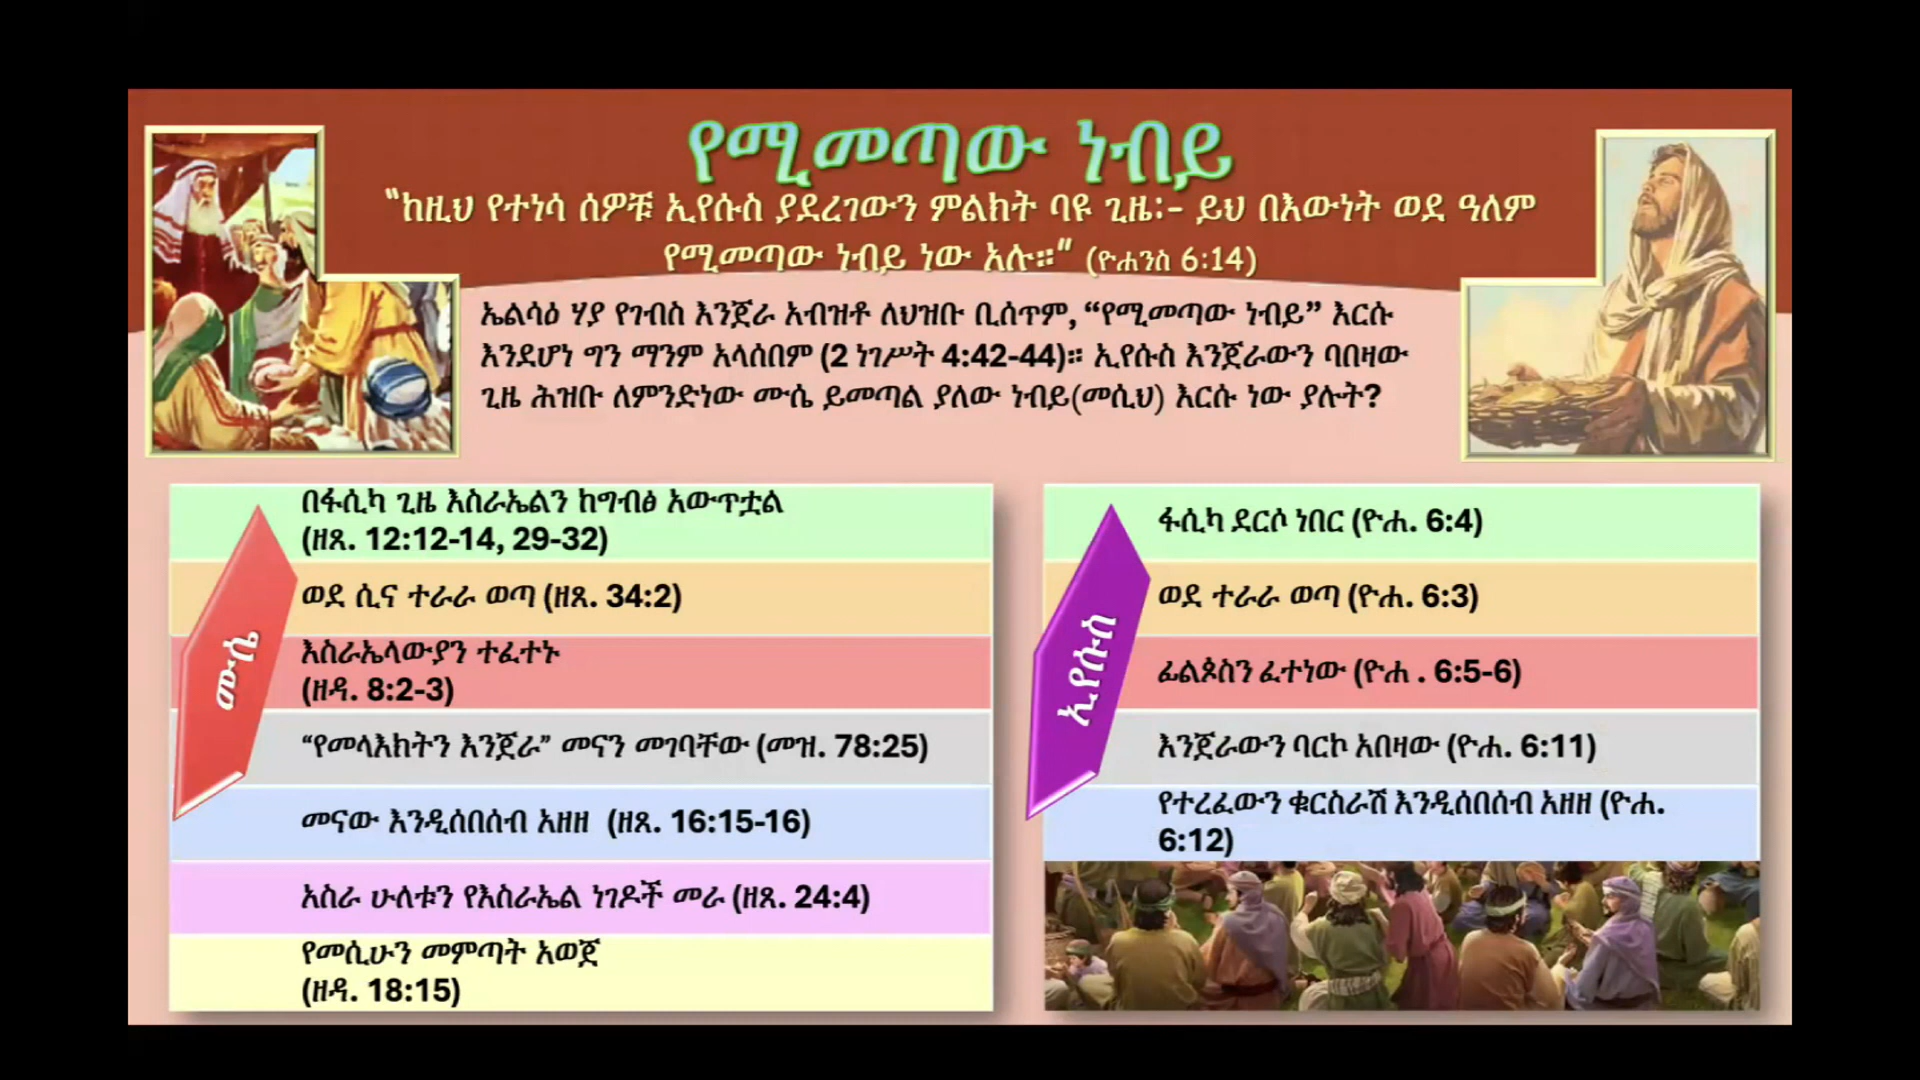 የሚመጣው ነብይ
“ከዚህ የተነሳ ሰዎቹ ኢየሱስ ያደረገውን ምልክት ባዩ ጊዜ:- ይህ በእውነት ወደ ዓለም
የሚመጣው ነብይ ነው አሉ።” (ዮሐንስ 6:14)
ኤልሳዕ ሃያ የገብስ እንጀራ አብዝቶ ለህዝቡ ቢሰጥም, “የሚመጣው ነብይ” እርሱ
እንደሆነ ግን ማንም አላሰበም (2 ነገሥት 4:42-44)። ኢየሱስ እንጀራውን ባበዛው
ጊዜ ሕዝቡ ለምንድነው ሙሴ ይመጣል ያለው ነብይ(መሲህ) እርሱ ነው ያሉት?
ሙሴ
በፋሲካ ጊዜ እስራኤልን ከግብፅ አውጥቷል
(ዘጸ. 12:12-14, 29-32)
ወደ ሲና ተራራ ወጣ (ዘጸ. 34:2)
እስራኤላውያን ተፈተኑ
(ዘዳ. 8:2-3)
“የመላእክትን እንጀራ” መናን መገባቸው (መዝ. 78:25)
መናው እንዲሰበሰብ አዘዘ (ዘጸ. 16:15-16)
አስራ ሁለቱን የእስራኤል ነገዶች መራ (ዘጸ. 24:4)
የመሲሁን መምጣት አወጀ
(ዘዳ. 18:15)
ኢየሱስ
ፋሲካ ደርሶ ነበር (ዮሐ. 6:4)
ወደ ተራራ ወጣ (ዮሐ. 6:3)
ፊልጶስን ፈተነው (ዮሐ . 6:5-6)
እንጀራውን ባርኮ አበዛው (ዮሐ. 6:11)
የተረፈውን ቁርስራሽ እንዲሰበሰብ አዘዘ (ዮሐ.
6:12)